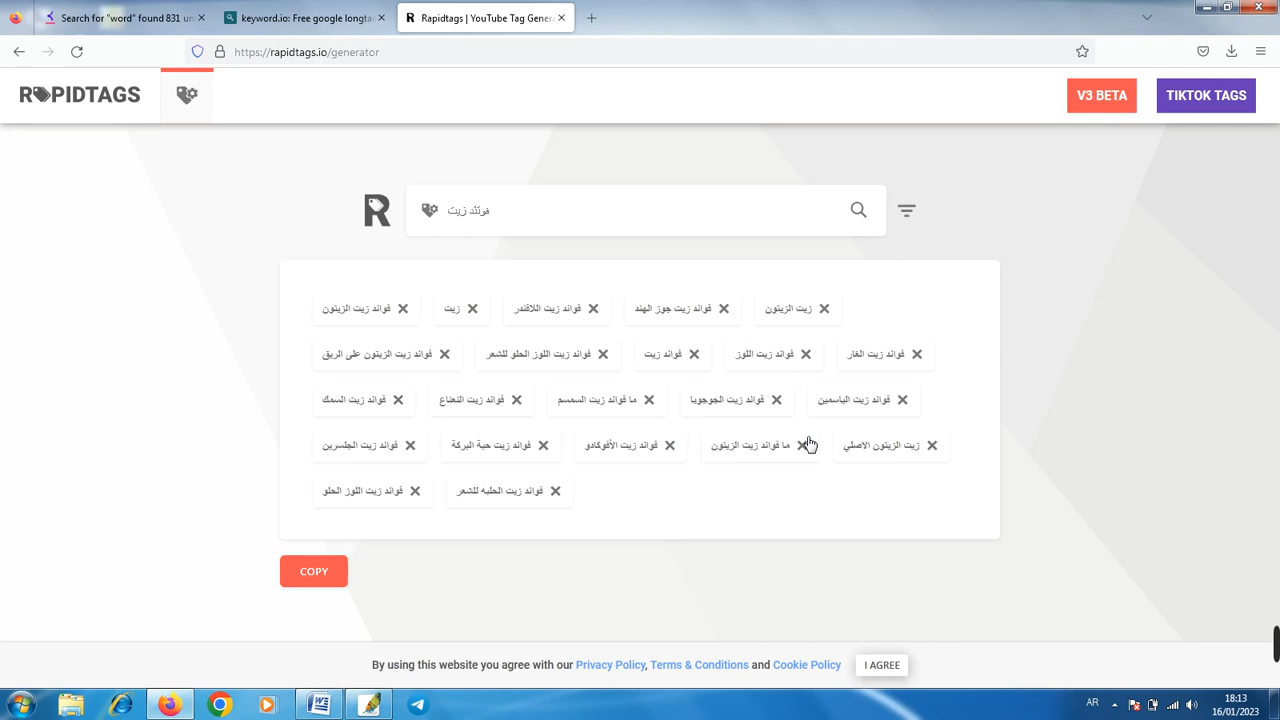 Search for "word" found 831 un
keyword.io: Free google longta
Rapidtags | YouTube Tag Genera
https://rapidtags.io/generator
RAPIDTAGS
V3 BETA
TIKTOK TAGS
فوئئد زيت
فوائد زيت الزيتون
زيت
فوائد زيت اللافندر
فوائد زيت جوز الهند
زيت الزيتون
فوائد زيت الزيتون على الريق
فوائد زيت اللوز الحلو للشعر
فوائد زيت
فوائد زيت اللوز
فوائد زيت الغار
فوائد زيت السمك
فوائد زيت النعناع
ما فوائد زيت السمسم
فوائد زيت الجوجوبا
فوائد زيت الياسمين
فوائد زيت الجلسرين
فوائد زيت حبة البركة
فوائد زيت الأفوكادو
ما فوائد زيت الزيتون
زيت الزيتون الاصلي
فوائد زيت اللوز الحلو
فوائد زيت الحلبه للشعر
COPY
By using this website you agree with our Privacy Policy, Terms & Conditions and Cookie Policy
I AGREE
AR
18:13
16/01/2023